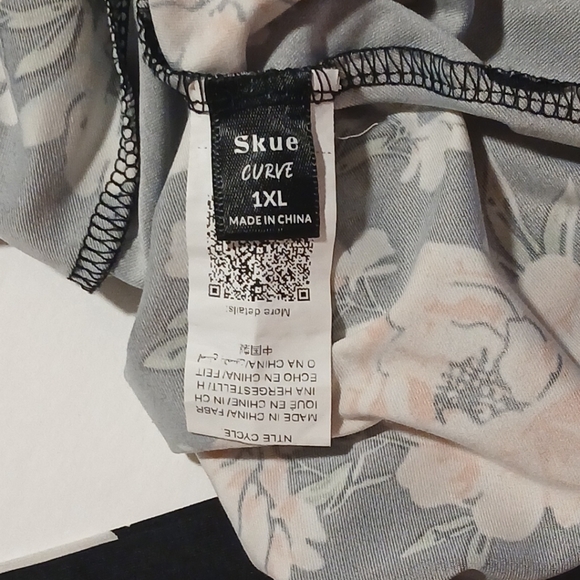 Skue
CURVE
1XL
MADE IN CHINA
NTLE CYCLE
MADE IN CHINA/ FABR
IQUÉ EN CHINE/ IN CH
INA HERGESTELLT/ H
ECHO EN CHINA/ FEIT
O NA CHINA/
中国製
More details: